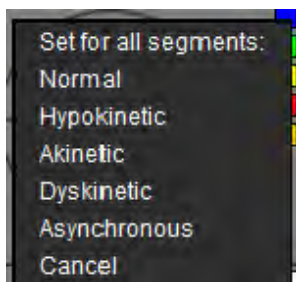 Set for all segments:
Normal
Hypokinetic
Akinetic
Dyskinetic
Asynchronous
Cancel